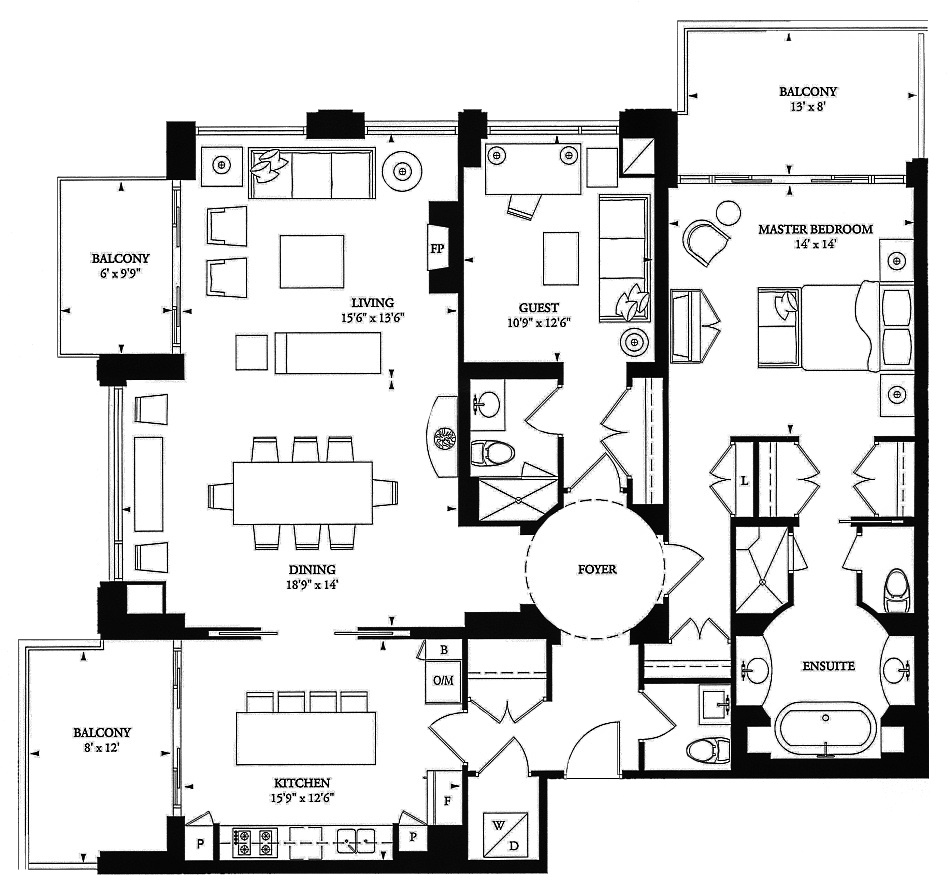 BALCONY
13' x 8'
BALCONY
6' x 9'9"
FP
MASTER BEDROOM
14' x 14'
LIVING
15'6" x 13'6"
GUEST
10'9" x 12'6"
L
DINING
18'9" x 14'
FOYER
B
O/M
ENSUITE
BALCONY
8' x 12'
KITCHEN
15'9" x 12'6"
F
P
P
W
D